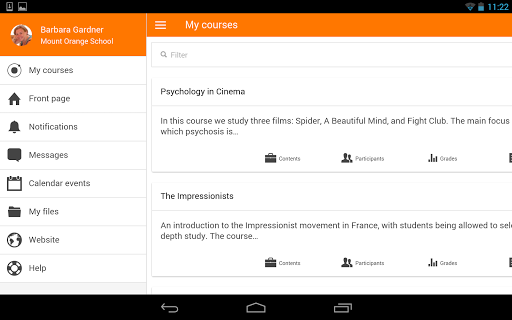 11:22
Barbara Gardner
Mount Orange School
My courses
Front page
Notifications
Messages
Calendar events
My files
Website
Help
My courses
Filter
Psychology in Cinema
In this course we study three films: Spider, A Beautiful Mind, and Fight Club. The main focus
which psychosis is...
Contents
Participants
Grades
The Impressionists
An introduction to the Impressionist movement in France, with students being allowed to sele
depth study. The course...
Contents
Participants
Grades